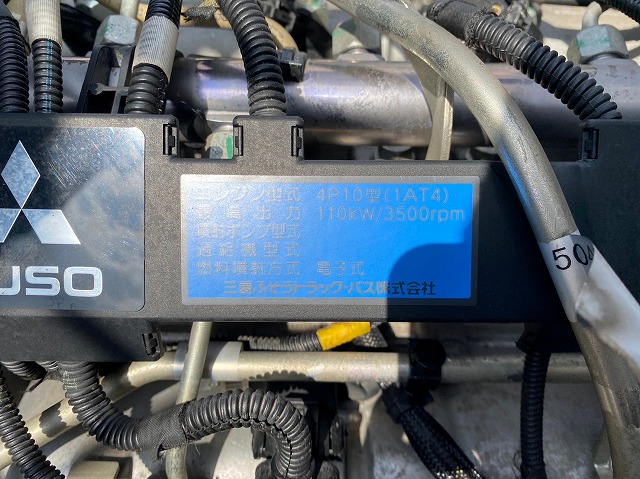 エンジン型式 4P10型(1AT4)
最高出力 110kW/3500rpm
噴射ポンプ型式
過給機型式
燃料噴射方式 電子式
三菱ふそうトラック・バス株式会社
USO
504